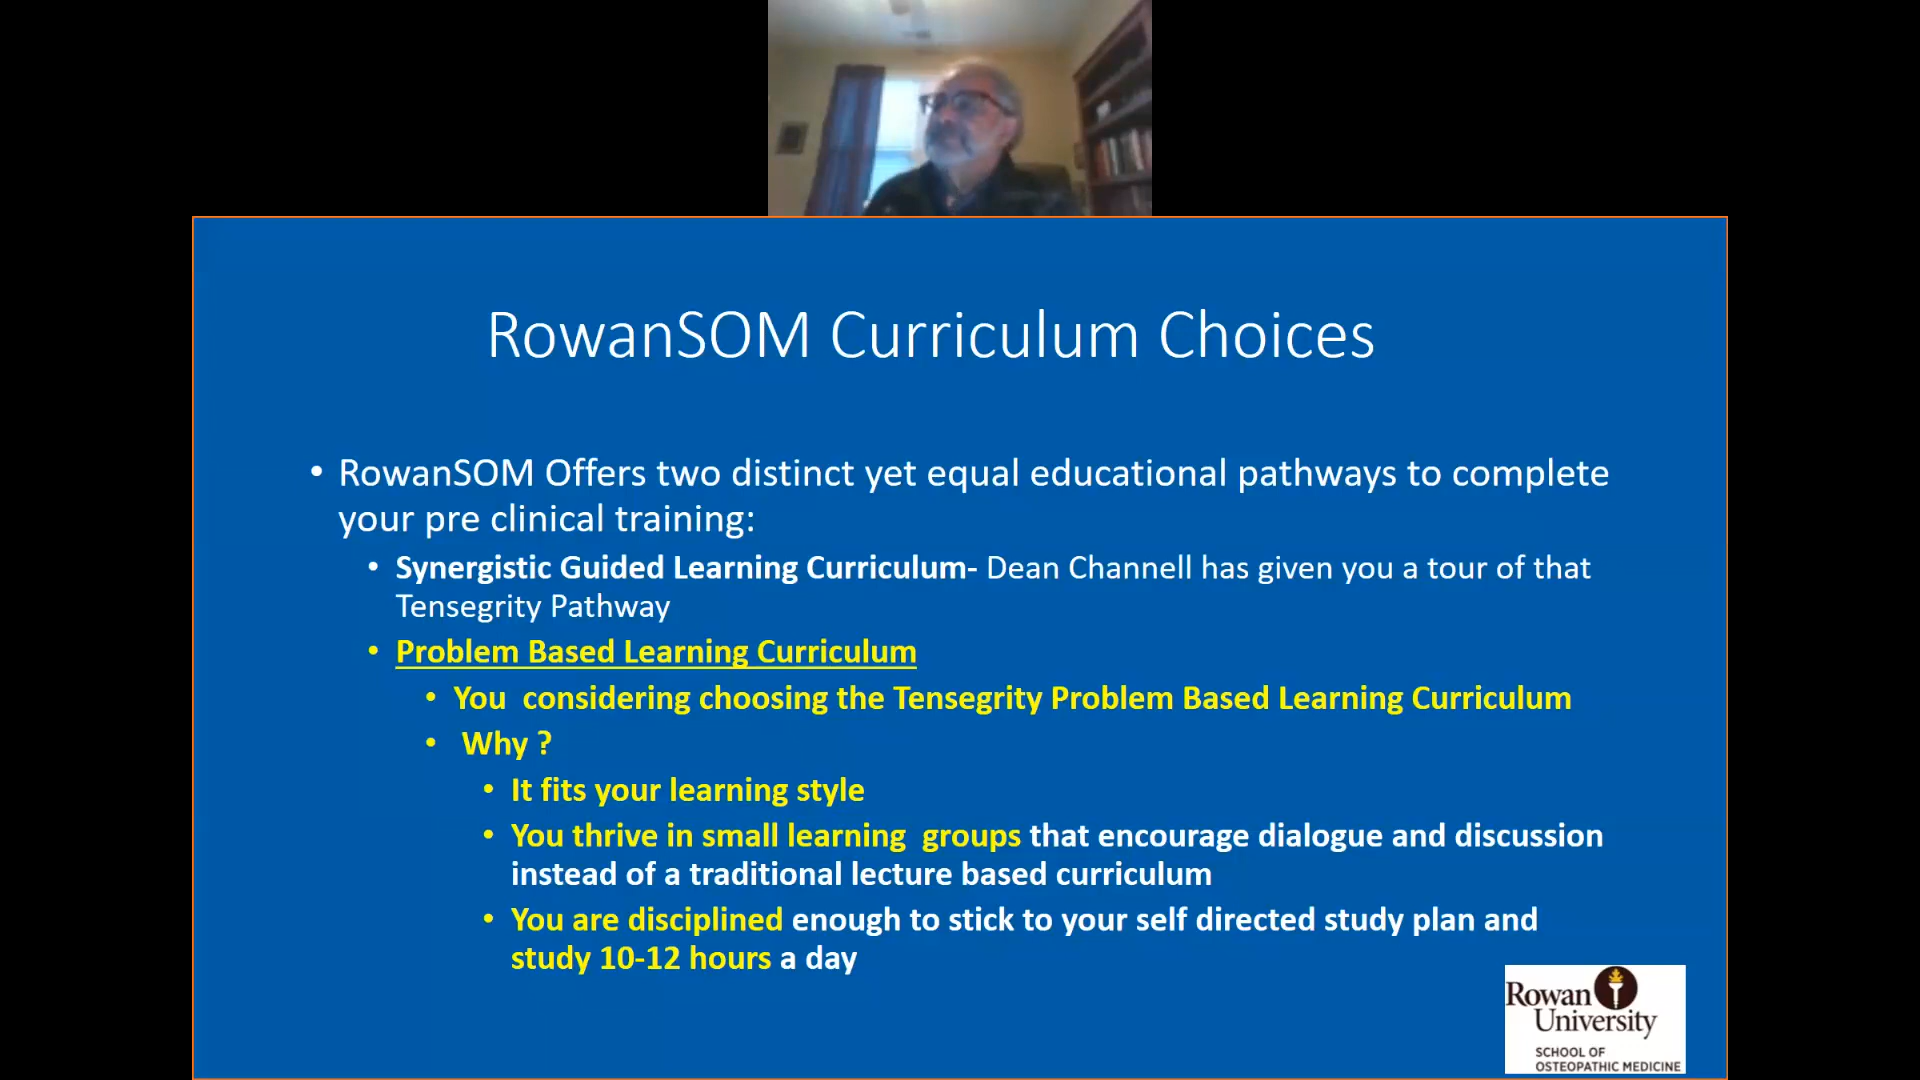 RowanSOM Curriculum Choices
• RowanSOM Offers two distinct yet equal educational pathways to complete
your pre clinical training:
• Synergistic Guided Learning Curriculum- Dean Channell has given you a tour of that
Tensegrity Pathway
• Problem Based Learning Curriculum
• You  considering choosing the Tensegrity Problem Based Learning Curriculum
• Why ?
• It fits your learning style
• You thrive in small learning  groups that encourage dialogue and discussion
instead of a traditional lecture based curriculum
• You are disciplined enough to stick to your self directed study plan and
study 10-12 hours a day
Rowan
University
SCHOOL OF
OSTEOPATHIC MEDICINE